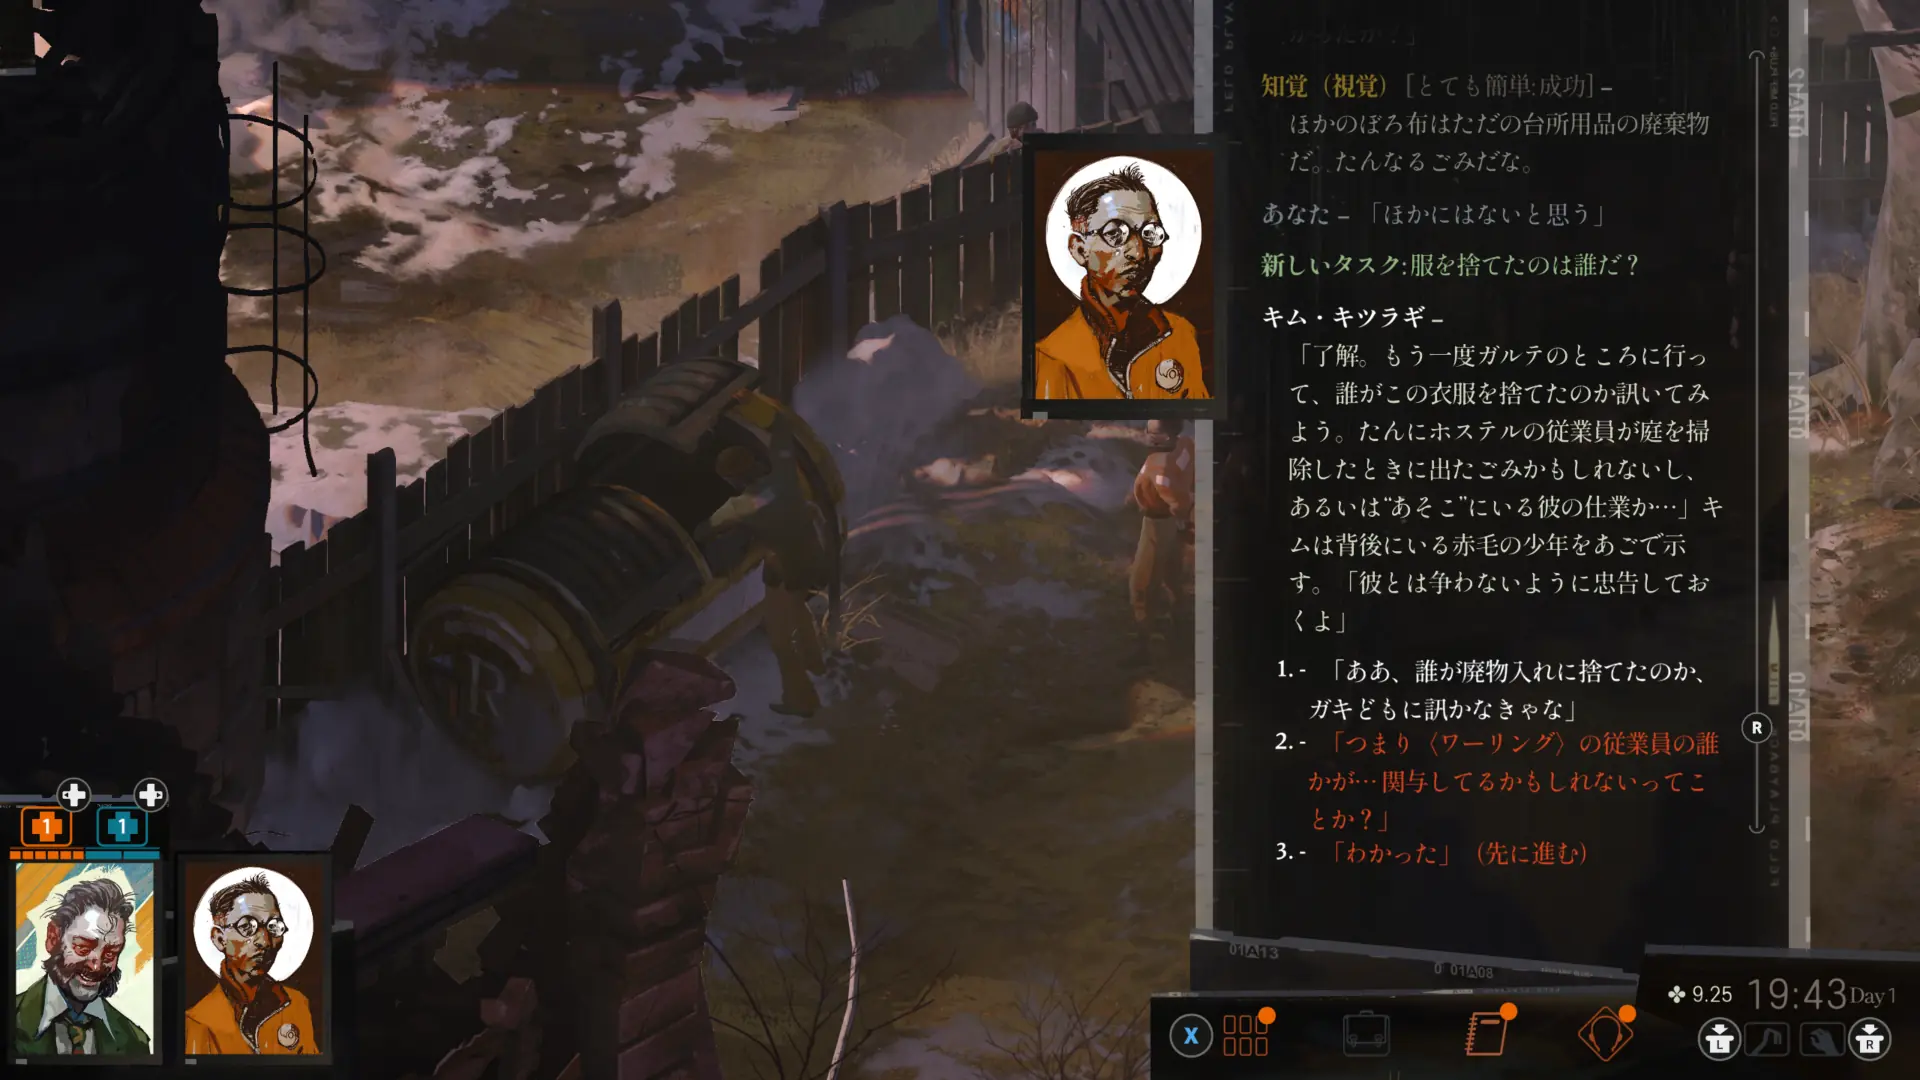 知覚（視覚）［とても簡単:成功］–
ほかのぼろ布はただの台所用品の廃棄物
だ。たんなるごみだな。
あなた – 「ほかにはないと思う」
新しいタスク:服を捨てたのは誰だ？
キム・キツラギ –
「了解。もう一度ガルテのところに行っ
て、誰がこの衣服を捨てたのか訊いてみ
よう。たんにホステルの従業員が庭を掃
除したときに出たごみかもしれないし、
あるいは“あそこ”にいる彼の仕業か…」キ
ムは背後にいる赤毛の少年をあごで示
す。「彼とは争わないように忠告してお
くよ」
1. - 「ああ、誰が廃物入れに捨てたのか、
ガキどもに訊かなきゃな」
2. - 「つまり〈ワーリング〉の従業員の誰
かが…関与してるかもしれないってこ
とか？」
3. - 「わかった」（先に進む）
R
1
1
01A13
0 01A08
9.25
19:43 Day 1
X
L
R